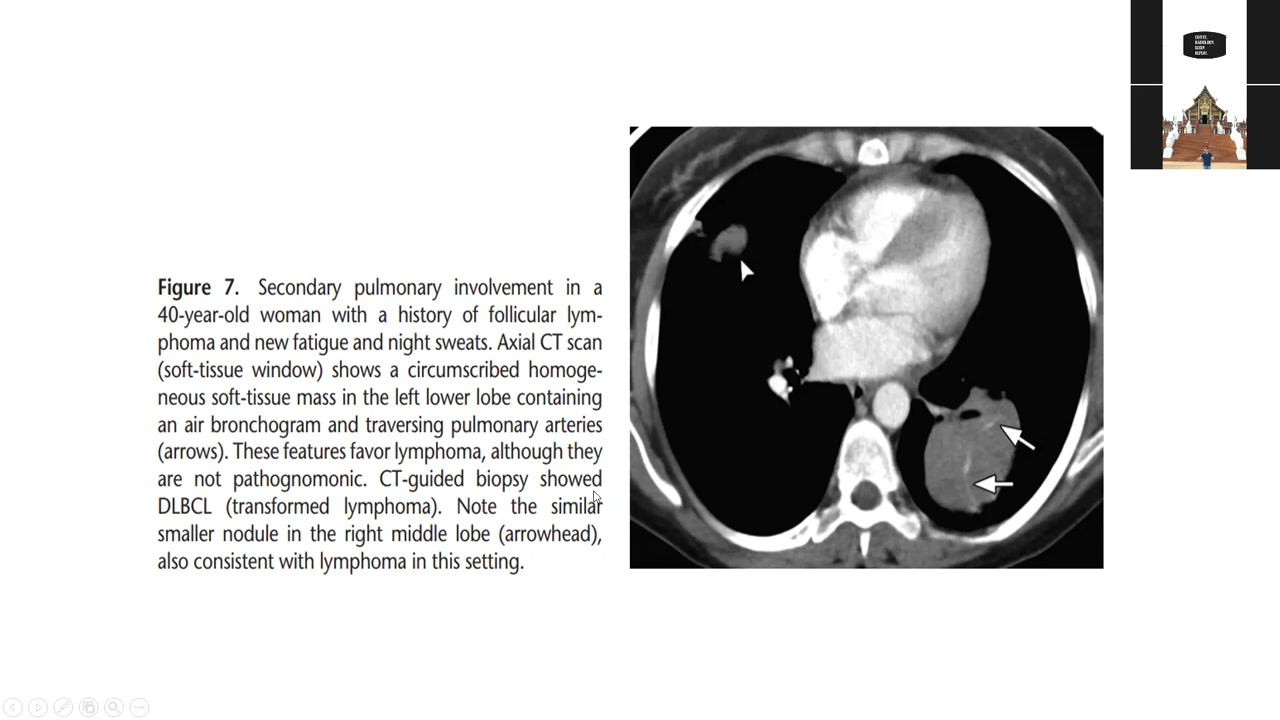 COFFEE.
RADIOLOGY.
SLEEP.
REPEAT.
Figure 7. Secondary pulmonary involvement in a
40-year-old woman with a history of follicular lym-
phoma and new fatigue and night sweats. Axial CT scan
(soft-tissue window) shows a circumscribed homoge-
neous soft-tissue mass in the left lower lobe containing
an air bronchogram and traversing pulmonary arteries
(arrows). These features favor lymphoma, although they
are not pathognomonic. CT-guided biopsy showed
DLBCL (transformed lymphoma). Note the similar
smaller nodule in the right middle lobe (arrowhead),
also consistent with lymphoma in this setting.